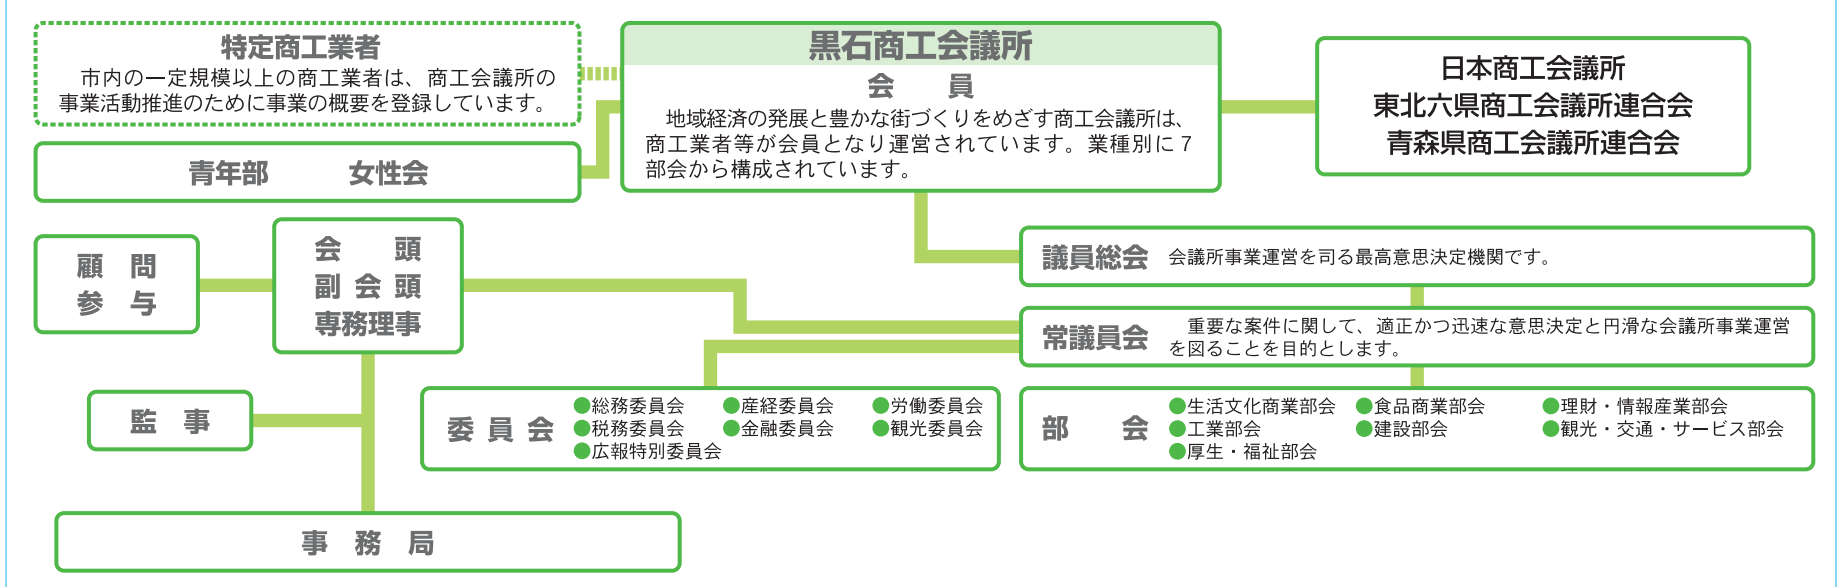 特定商工業者
市内の一定規模以上の商工業者は、商工会議所の
事業活動推進のために事業の概要を登録しています。
青年部　女性会
黒石商工会議所
会　員
地域経済の発展と豊かな街づくりをめざす商工会議所は、
商工業者等が会員となり運営されています。業種別に7
部会から構成されています。
日本商工会議所
東北六県商工会議所連合会
青森県商工会議所連合会
顧　問
参　与
会　頭
副 会 頭
専務理事
議員総会　会議所事業運営を司る最高意思決定機関です。
常議員会
重要な案件に関して、適正かつ迅速な意思決定と円滑な会議所事業運営
を図ることを目的とします。
監　事
委 員 会
●総務委員会　●産経委員会　●労働委員会
●税務委員会　●金融委員会　●観光委員会
●広報特別委員会
部　会
●生活文化商業部会　●食品商業部会　●理財・情報産業部会
●工業部会　●建設部会　●観光・交通・サービス部会
●厚生・福祉部会
事　務　局